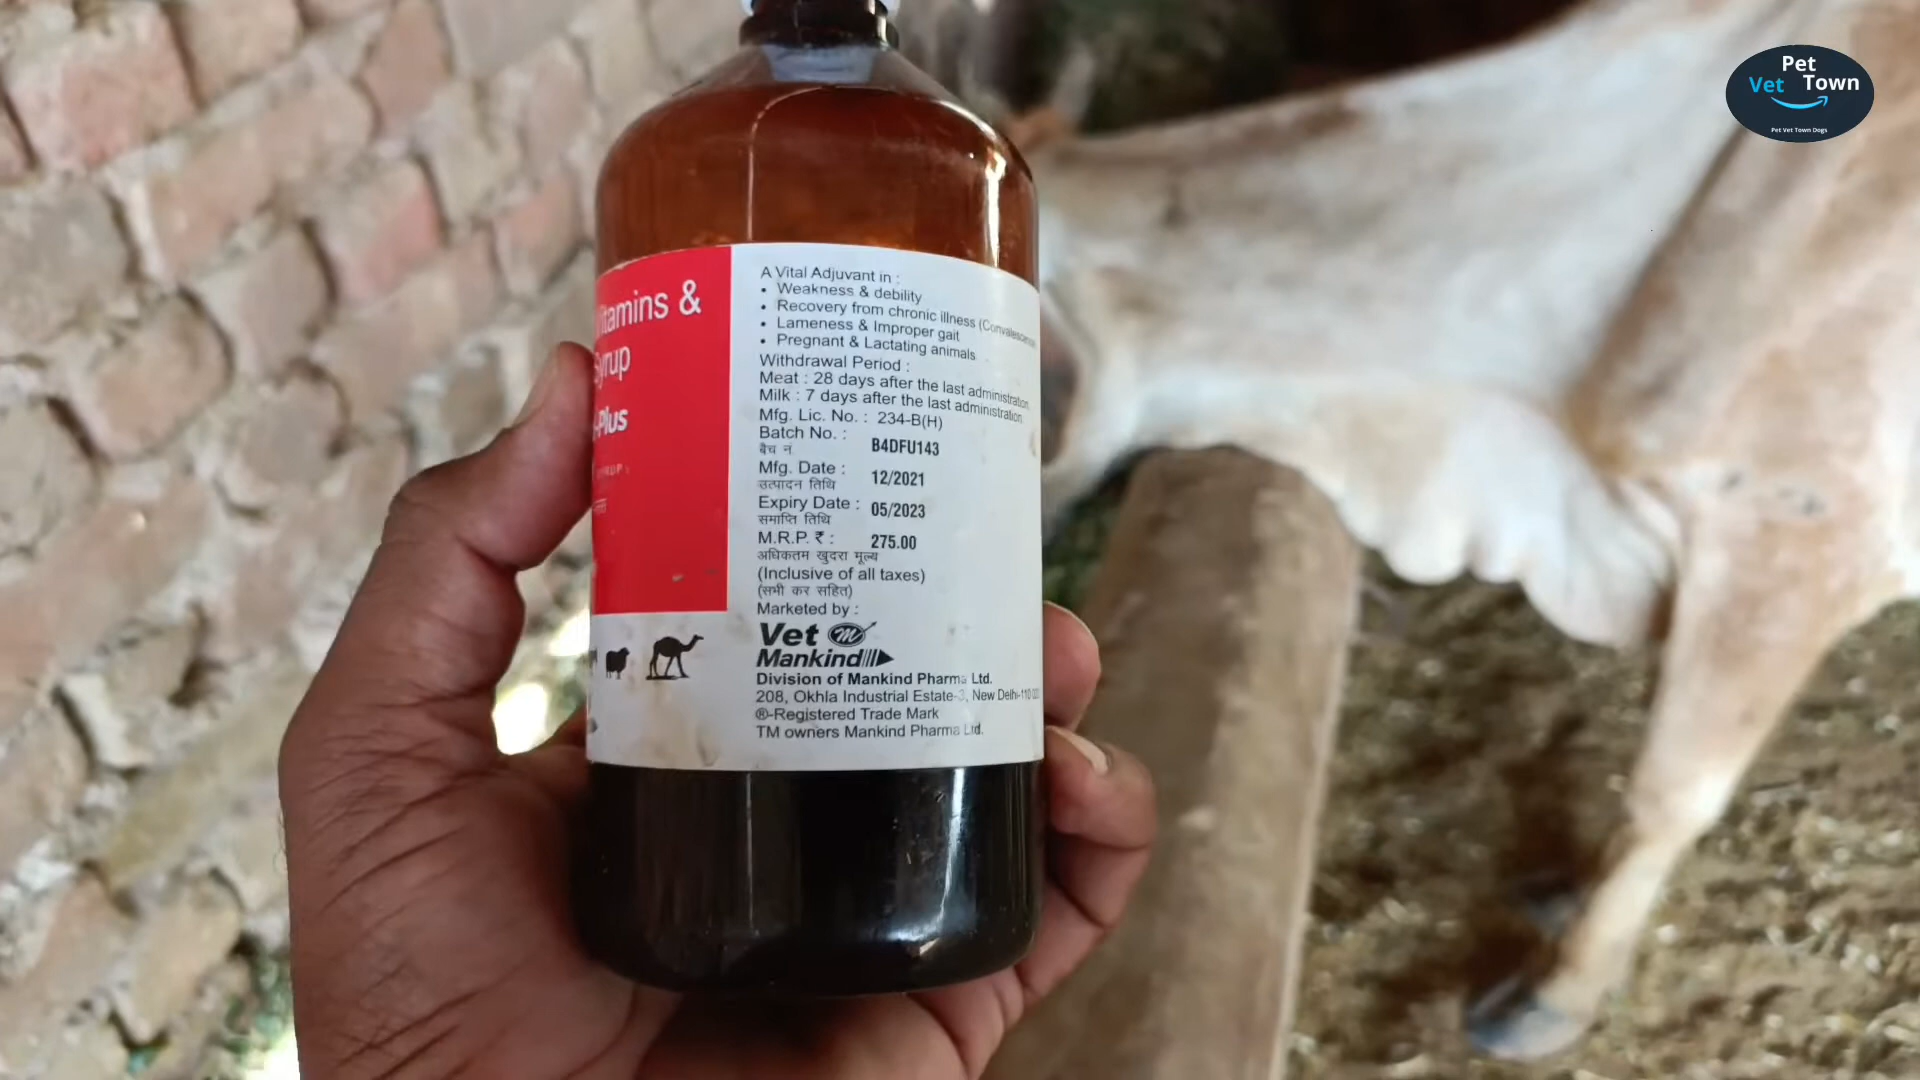 Pet
Vet Town
Pet Vet Town Dogs
Vitamins &
Syrup
-Plus
A Vital Adjuvant in :
• Weakness & debility
• Recovery from chronic illness
• Lameness & Improper gait
• Pregnant & Lactating animals
Withdrawal Period :
Meat : 28 days after the last administration
Milk : 7 days after the last administration
Mfg. Lic. No. : 234-B(H)
Batch No. : B4DFU143
बैच न.
Mfg. Date : 12/2021
उत्पादन तिथि
Expiry Date : 05/2023
समाप्ति तिथि
M.R.P. ₹ : 275.00
अधिकतम खुदरा मूल्य
(Inclusive of all taxes)
(सभी कर सहित)
Marketed by :
Vet
Mankind
Division of Mankind Pharma Ltd.
208, Okhla Industrial Estate-3, New Delhi-110
®-Registered Trade Mark
TM owners Mankind Pharma Ltd.